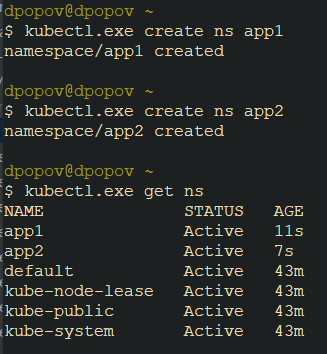 dpopov@dpopov ~
$ kubectl.exe create ns app1
namespace/app1 created
dpopov@dpopov ~
$ kubectl.exe create ns app2
namespace/app2 created
dpopov@dpopov ~
$ kubectl.exe get ns
NAME STATUS AGE
app1 Active 11s
app2 Active 7s
default Active 43m
kube-node-lease Active 43m
kube-public Active 43m
kube-system Active 43m